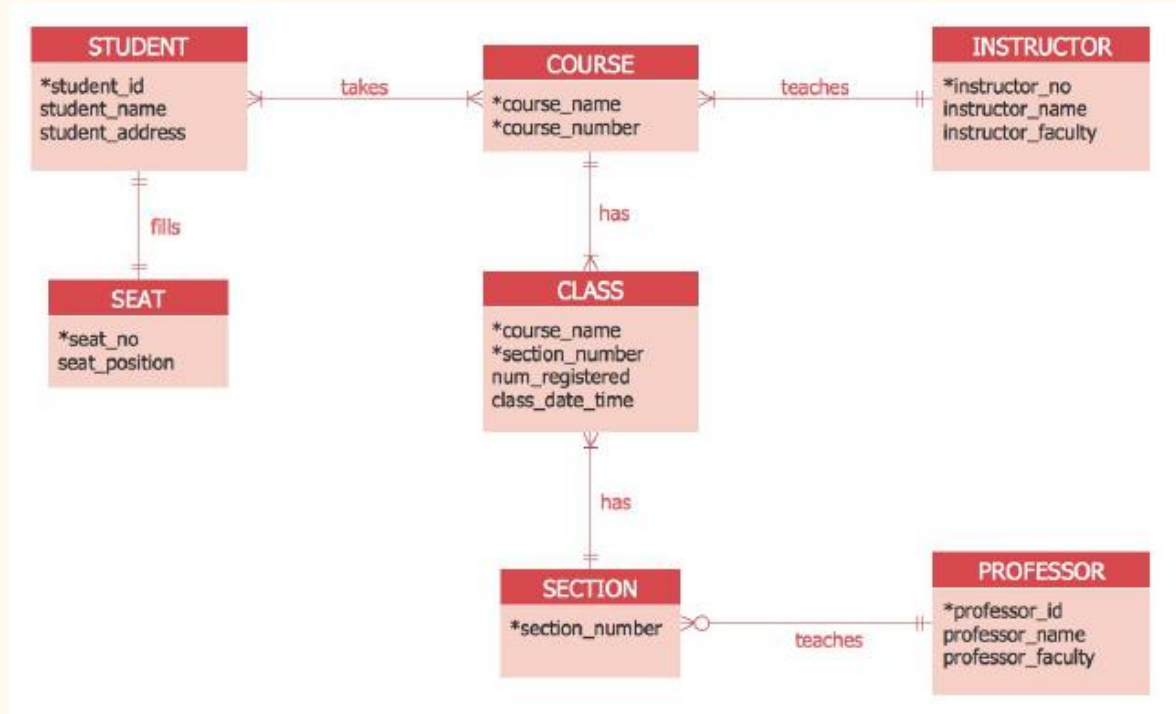 STUDENT
*student_id
student_name
student_address
takes
COURSE
*course_name
*course_number
teaches
INSTRUCTOR
*instructor_no
instructor_name
instructor_faculty
fills
has
SEAT
*seat_no
seat_position
CLASS
*course_name
*section_number
num_registered
class_date_time
has
SECTION
*section_number
teaches
PROFESSOR
*professor_id
professor_name
professor_faculty